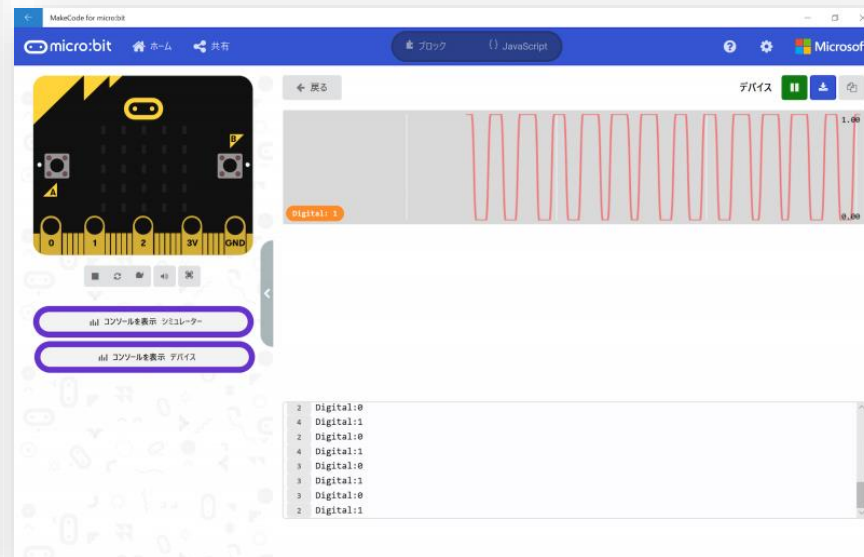 MakeCode for micro:bit
micro:bit ホーム 共有 ブロック {} JavaScript Microsof
戻る デバイス
1.00
Digital: 1
0.00
B
A
0 1 2 3V GND
コンソールを表示 シミュレーター
コンソールを表示 デバイス
2 Digital:0
4 Digital:1
2 Digital:0
4 Digital:1
3 Digital:0
3 Digital:1
3 Digital:0
2 Digital:1